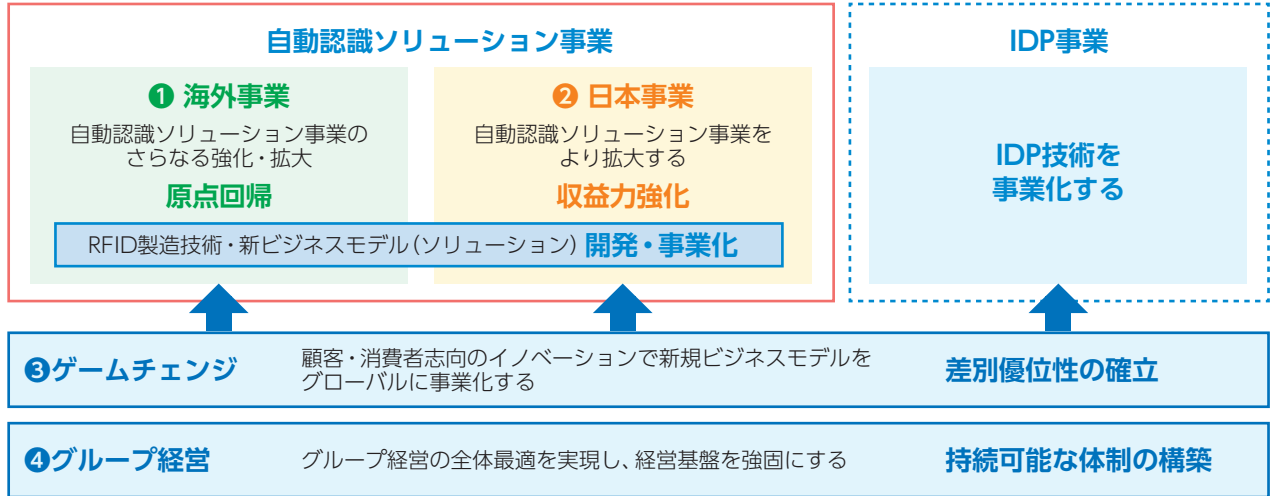 自動認識ソリューション事業
❶ 海外事業
自動認識ソリューション事業の
さらなる強化・拡大
原点回帰
❷ 日本事業
自動認識ソリューション事業を
より拡大する
収益力強化
RFID製造技術・新ビジネスモデル(ソリューション) 開発・事業化
IDP事業
IDP技術を
事業化する
❸ゲームチェンジ
顧客・消費者志向のイノベーションで新規ビジネスモデルを
グローバルに事業化する
差別優位性の確立
❹グループ経営
グループ経営の全体最適を実現し、経営基盤を強固にする
持続可能な体制の構築